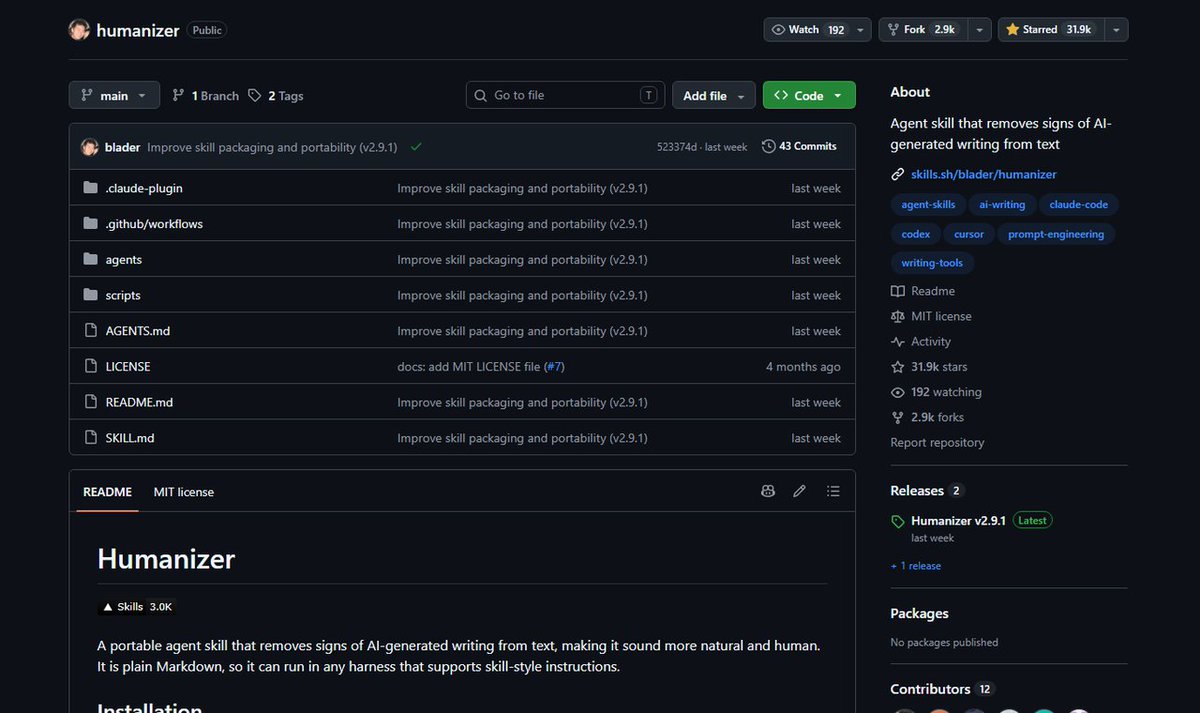 humanizer Public
Watch 192
Fork 2.9k
Starred 31.9k
main
1 Branch
2 Tags
Go to file
T
Add file
Code
blader Improve skill packaging and portability (v2.9.1)
523374d · last week
43 Commits
.claude-plugin Improve skill packaging and portability (v2.9.1) last week
.github/workflows Improve skill packaging and portability (v2.9.1) last week
agents Improve skill packaging and portability (v2.9.1) last week
scripts Improve skill packaging and portability (v2.9.1) last week
AGENTS.md Improve skill packaging and portability (v2.9.1) last week
LICENSE docs: add MIT LICENSE file (#7) 4 months ago
README.md Improve skill packaging and portability (v2.9.1) last week
SKILL.md Improve skill packaging and portability (v2.9.1) last week
README
MIT license
Humanizer
Skills 3.0K
A portable agent skill that removes signs of AI-generated writing from text, making it sound more natural and human.
It is plain Markdown, so it can run in any harness that supports skill-style instructions.
Installation
About
Agent skill that removes signs of AI-
generated writing from text
skills.sh/blader/humanizer
agent-skills ai-writing claude-code
codex cursor prompt-engineering
writing-tools
Readme
MIT license
Activity
31.9k stars
192 watching
2.9k forks
Report repository
Releases 2
Humanizer v2.9.1 Latest
last week
+ 1 release
Packages
No packages published
Contributors 12